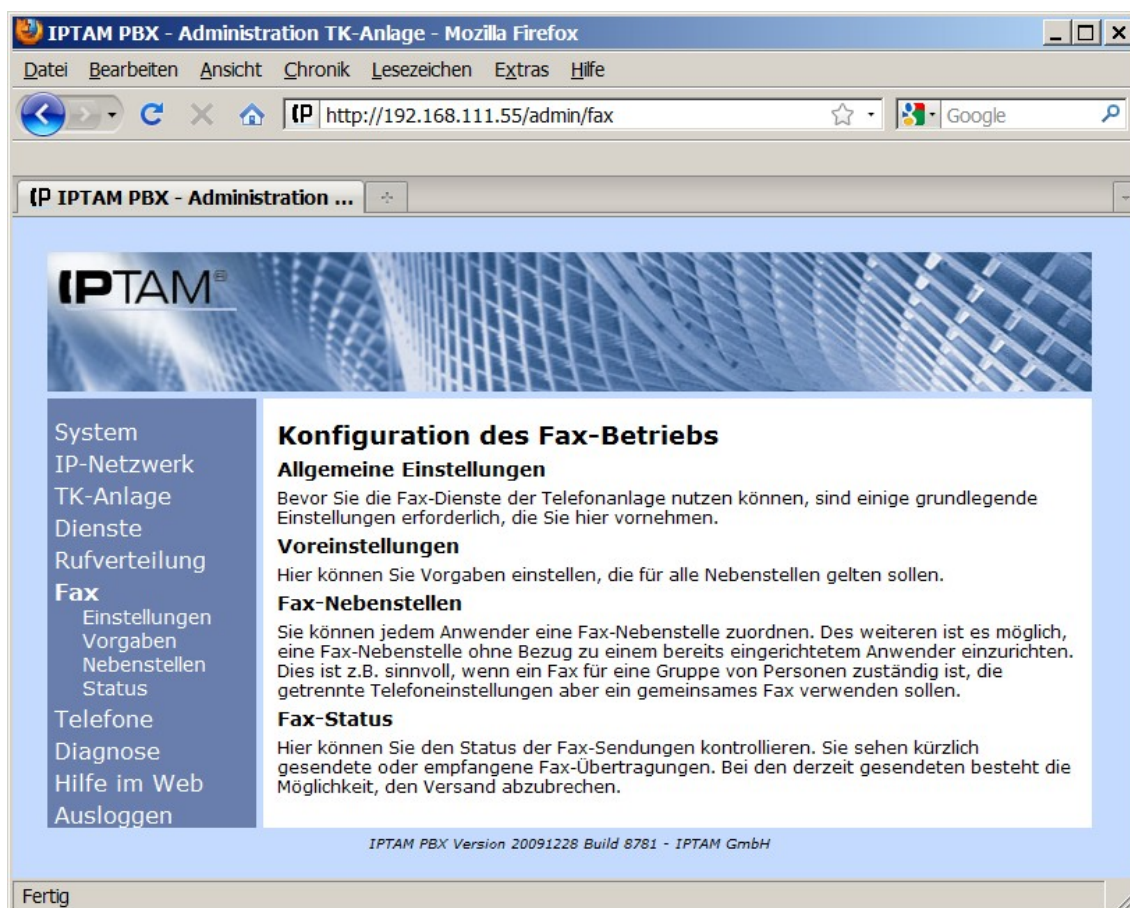 IPTAM PBX - Administration TK-Anlage - Mozilla Firefox
Datei Bearbeiten Ansicht Chronik Lesezeichen Extras Hilfe
(P http://192.168.111.55/admin/fax Google
(P IPTAM PBX - Administration ...
IPTAM®
System
IP-Netzwerk
TK-Anlage
Dienste
Rufverteilung
Fax
Einstellungen
Vorgaben
Nebenstellen
Status
Telefone
Diagnose
Hilfe im Web
Ausloggen
Konfiguration des Fax-Betriebs
Allgemeine Einstellungen
Bevor Sie die Fax-Dienste der Telefonanlage nutzen können, sind einige grundlegende
Einstellungen erforderlich, die Sie hier vornehmen.
Voreinstellungen
Hier können Sie Vorgaben einstellen, die für alle Nebenstellen gelten sollen.
Fax-Nebenstellen
Sie können jedem Anwender eine Fax-Nebenstelle zuordnen. Des weiteren ist es möglich,
eine Fax-Nebenstelle ohne Bezug zu einem bereits eingerichtetem Anwender einzurichten.
Dies ist z.B. sinnvoll, wenn ein Fax für eine Gruppe von Personen zuständig ist, die
getrennte Telefoneinstellungen aber ein gemeinsames Fax verwenden sollen.
Fax-Status
Hier können Sie den Status der Fax-Sendungen kontrollieren. Sie sehen kürzlich
gesendete oder empfangene Fax-Übertragungen. Bei den derzeit gesendeten besteht die
Möglichkeit, den Versand abzubrechen.
IPTAM PBX Version 20091228 Build 8781 - IPTAM GmbH
Fertig